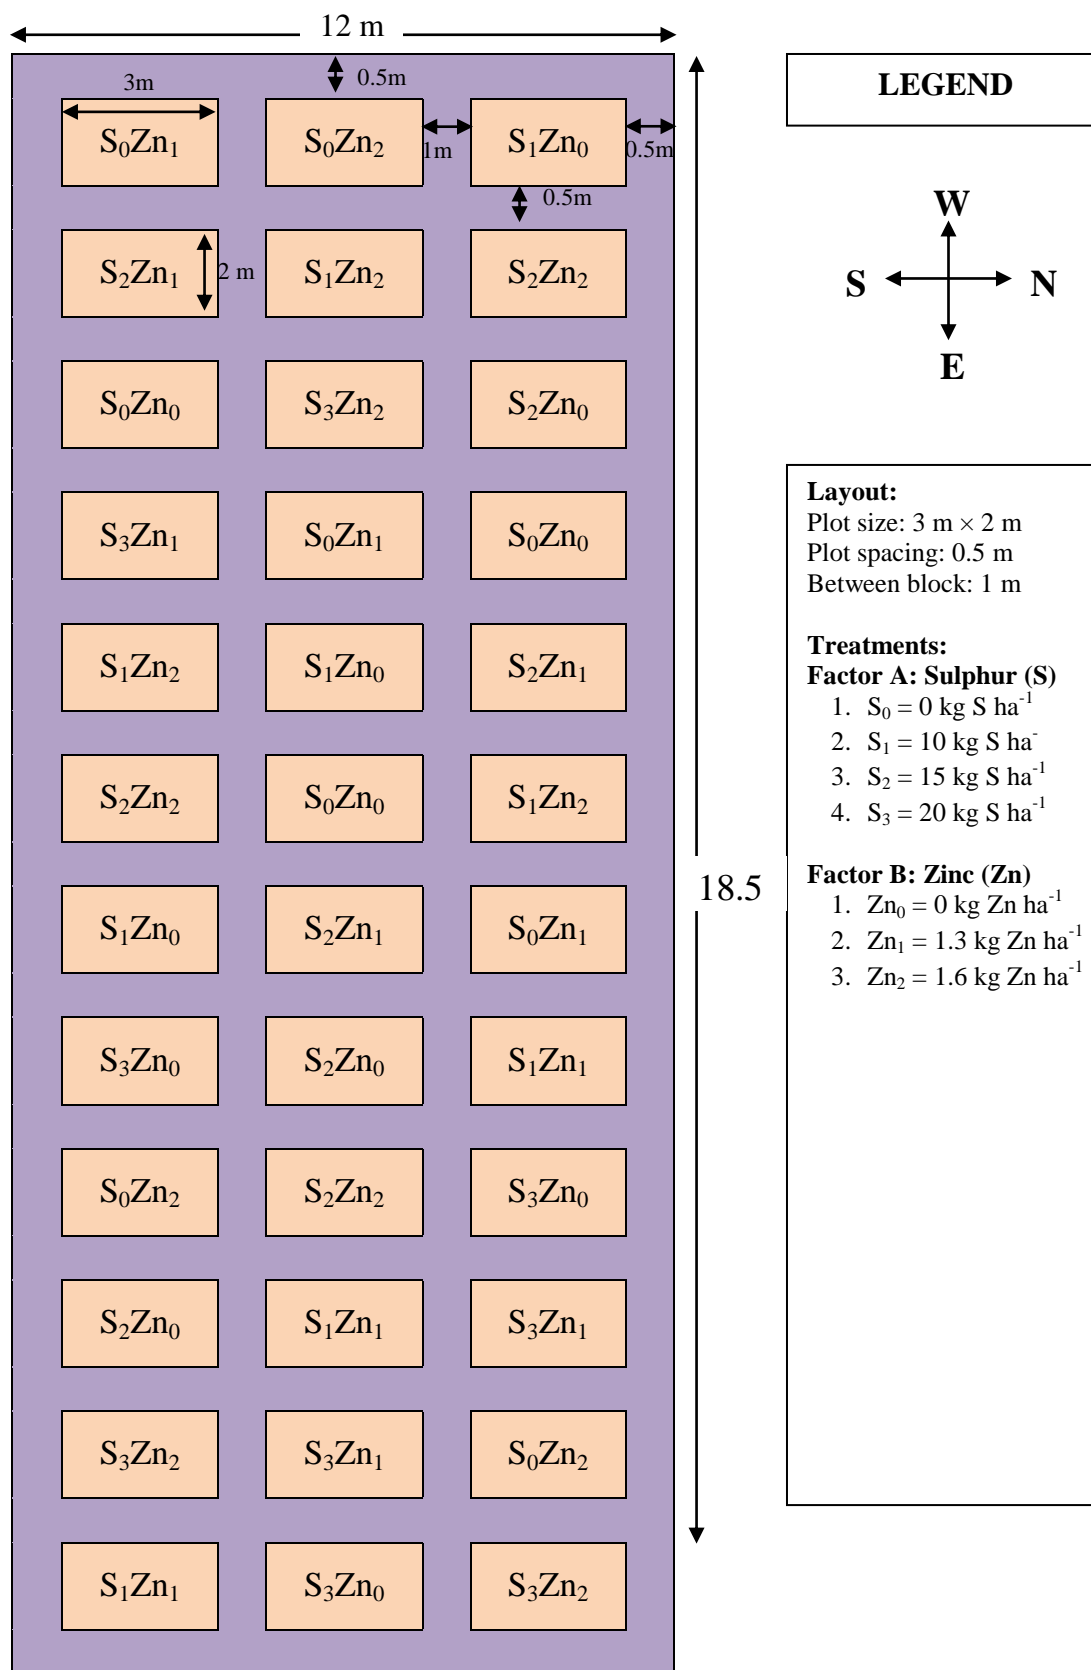 12 m
0.5m
3m
S₀Zn₁ S₀Zn₂ 1m S₁Zn₀ 0.5m
0.5m
S₂Zn₁ 2 m S₁Zn₂ S₂Zn₂
S₀Zn₀ S₃Zn₂ S₂Zn₀
S₃Zn₁ S₀Zn₁ S₀Zn₀
S₁Zn₂ S₁Zn₀ S₂Zn₁
S₂Zn₂ S₀Zn₀ S₁Zn₂
S₁Zn₀ S₂Zn₁ S₀Zn₁
S₃Zn₀ S₂Zn₀ S₁Zn₁
S₀Zn₂ S₂Zn₂ S₃Zn₀
S₂Zn₀ S₁Zn₁ S₃Zn₁
S₃Zn₂ S₃Zn₁ S₀Zn₂
S₁Zn₁ S₃Zn₀ S₃Zn₂
18.5
LEGEND
W
S N
E
Layout:
Plot size: 3 m × 2 m
Plot spacing: 0.5 m
Between block: 1 m
Treatments:
Factor A: Sulphur (S)
1. S₀ = 0 kg S ha⁻¹
2. S₁ = 10 kg S ha⁻
3. S₂ = 15 kg S ha⁻¹
4. S₃ = 20 kg S ha⁻¹
Factor B: Zinc (Zn)
1. Zn₀ = 0 kg Zn ha⁻¹
2. Zn₁ = 1.3 kg Zn ha⁻¹
3. Zn₂ = 1.6 kg Zn ha⁻¹